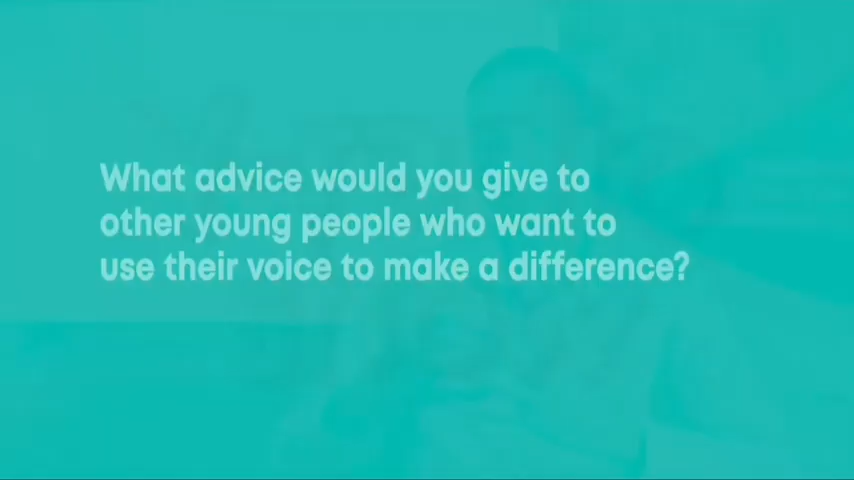 What advice would you give to
other young people who want to
use their voice to make a difference?